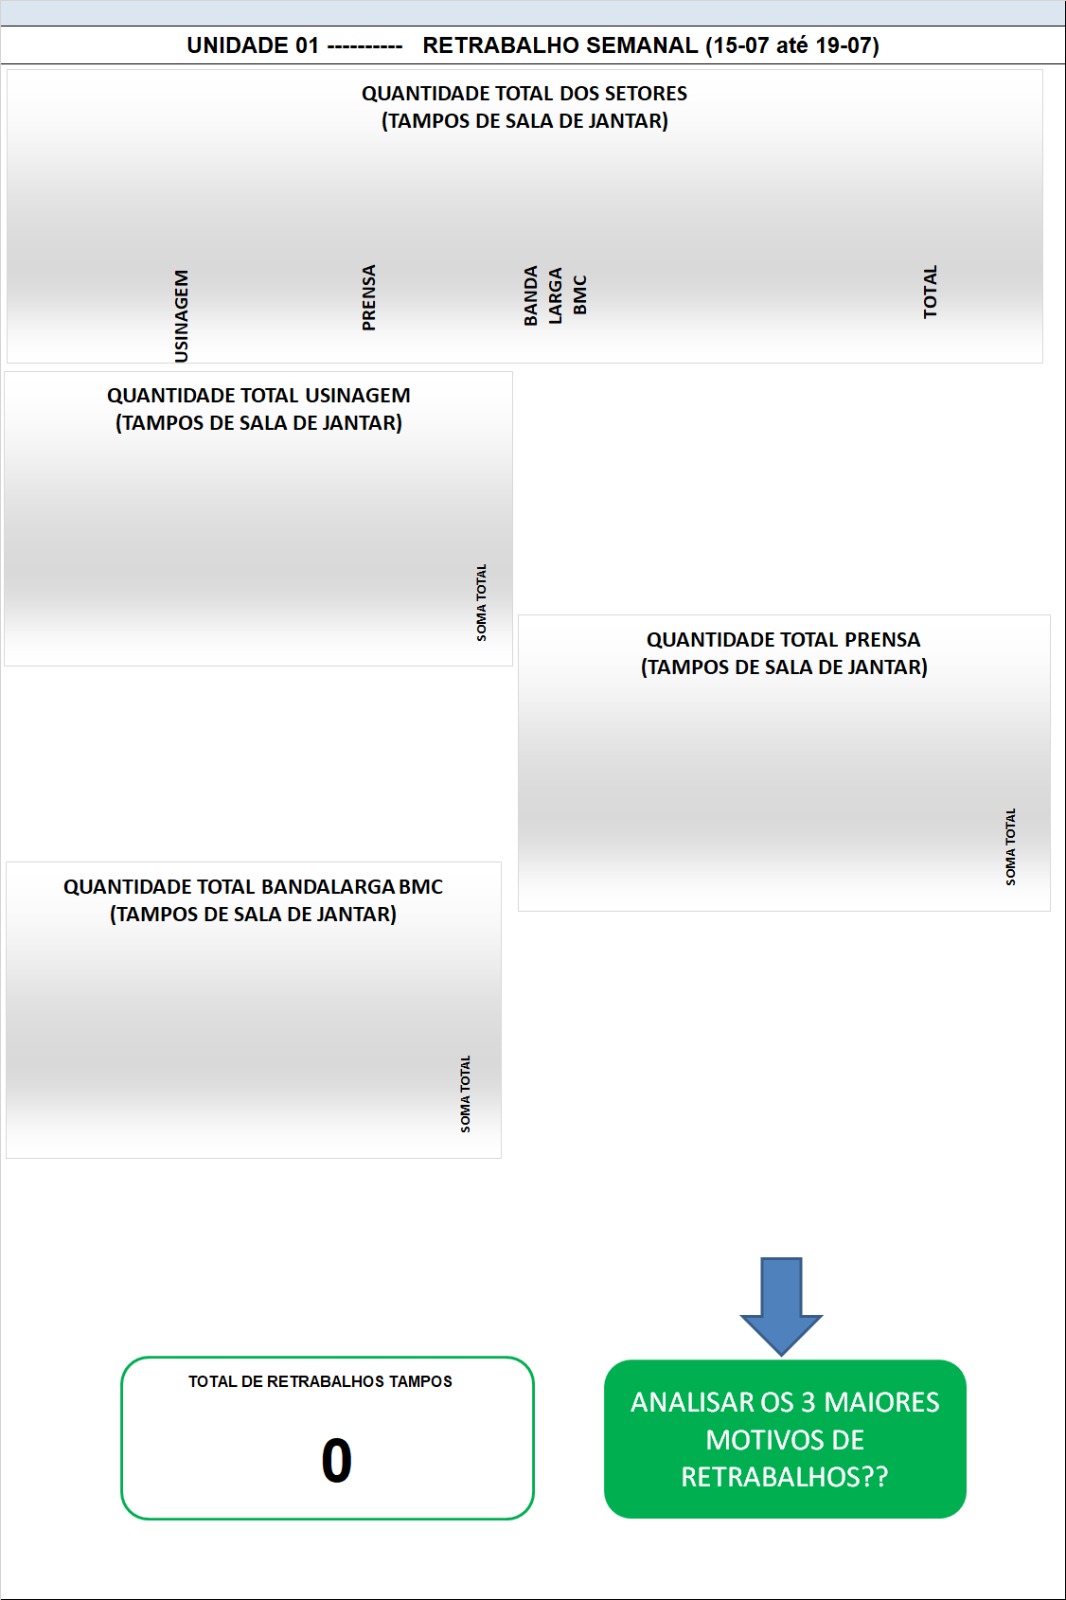 UNIDADE 01 ---------- RETRABALHO SEMANAL (15-07 até 19-07)
QUANTIDADE TOTAL DOS SETORES
(TAMPOS DE SALA DE JANTAR)
USINAGEM
PRENSA
BANDA
LARGA
BMC
TOTAL
QUANTIDADE TOTAL USINAGEM
(TAMPOS DE SALA DE JANTAR)
SOMA TOTAL
QUANTIDADE TOTAL PRENSA
(TAMPOS DE SALA DE JANTAR)
SOMA TOTAL
QUANTIDADE TOTAL BANDALARGA BMC
(TAMPOS DE SALA DE JANTAR)
SOMA TOTAL
TOTAL DE RETRABALHOS TAMPOS
0
ANALISAR OS 3 MAIORES
MOTIVOS DE
RETRABALHOS??